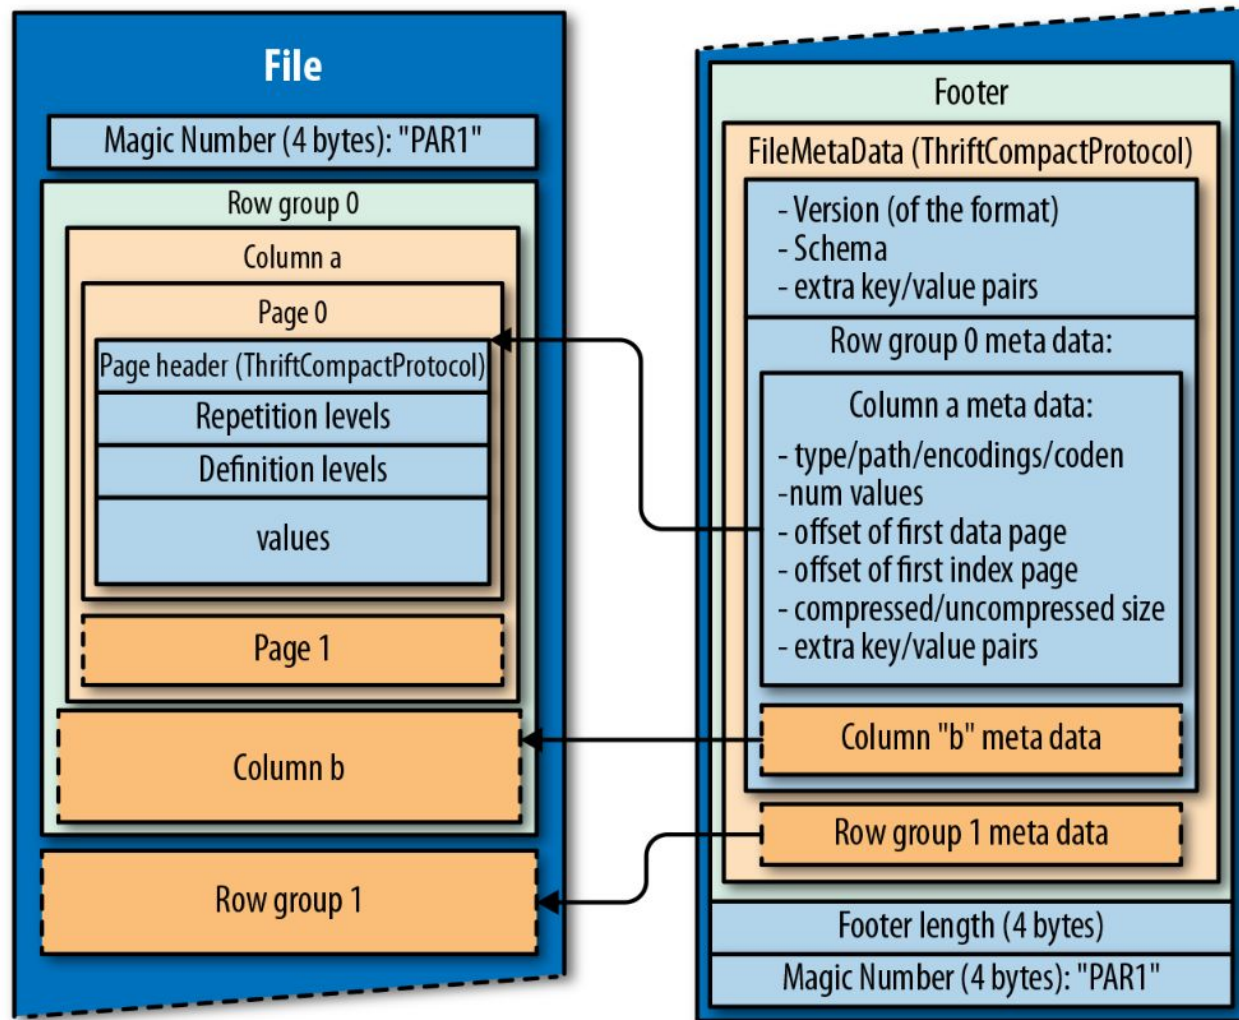 File
Magic Number (4 bytes): "PAR1"
Row group 0
Column a
Page 0
Page header (ThriftCompactProtocol)
Repetition levels
Definition levels
values
Page 1
Column b
Row group 1
Footer
FileMetaData (ThriftCompactProtocol)
- Version (of the format)
- Schema
- extra key/value pairs
Row group 0 meta data:
Column a meta data:
- type/path/encodings/coden
-num values
- offset of first data page
- offset of first index page
- compressed/uncompressed size
- extra key/value pairs
Column "b" meta data
Row group 1 meta data
Footer length (4 bytes)
Magic Number (4 bytes): "PAR1"